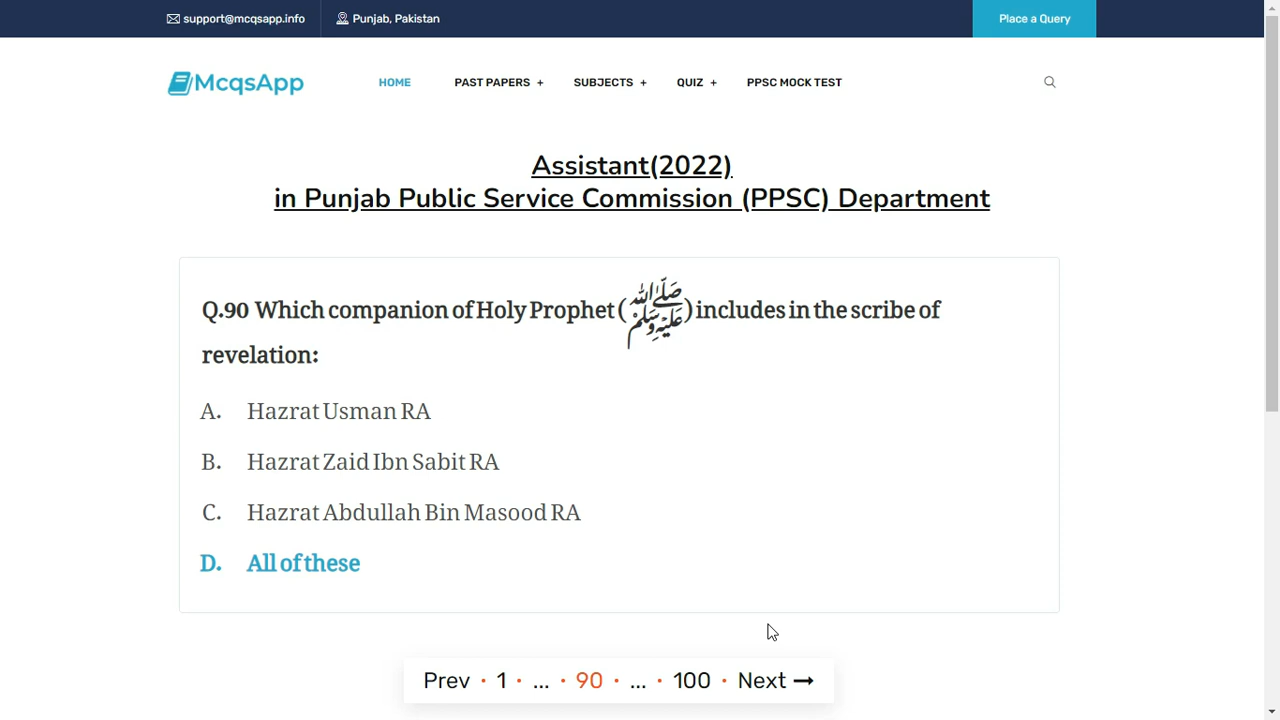 support@mcqsapp.info
Punjab, Pakistan
Place a Query
McqsApp
HOME
PAST PAPERS +
SUBJECTS +
QUIZ +
PPSC MOCK TEST
Assistant(2022)
in Punjab Public Service Commission (PPSC) Department
Q.90 Which companion of Holy Prophet (ﷺ) includes in the scribe of
revelation:
A. Hazrat Usman RA
B. Hazrat Zaid Ibn Sabit RA
C. Hazrat Abdullah Bin Masood RA
D. All of these
Prev • 1 • ... • 90 • ... • 100 • Next →